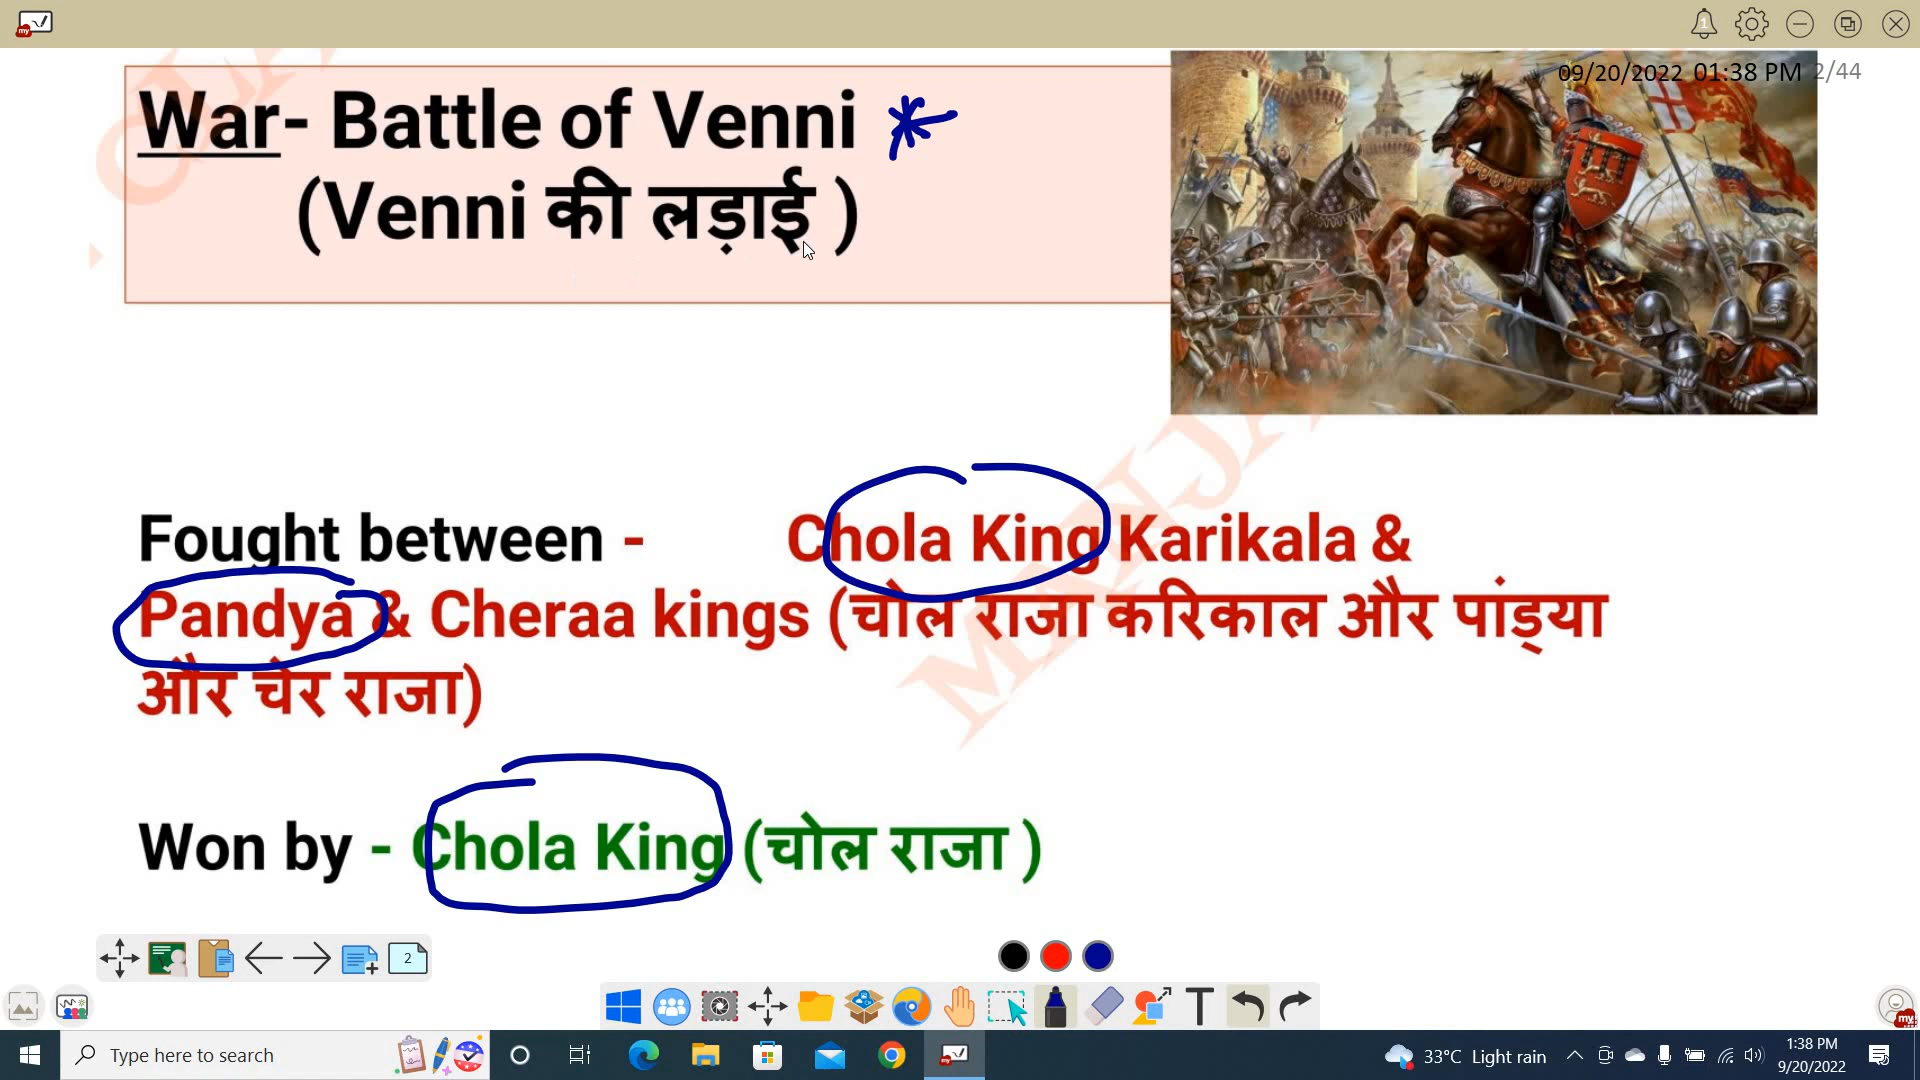 09/20/2022 01:38 PM 2/44
War- Battle of Venni
(Venni की लड़ाई )
Fought between - Chola King Karikala &
Pandya & Cheraa kings (चोल राजा करिकाल और पांड्या
और चेर राजा)
Won by - Chola King (चोल राजा )
MANJA
2
T
Type here to search
33°C Light rain
1:38 PM
9/20/2022